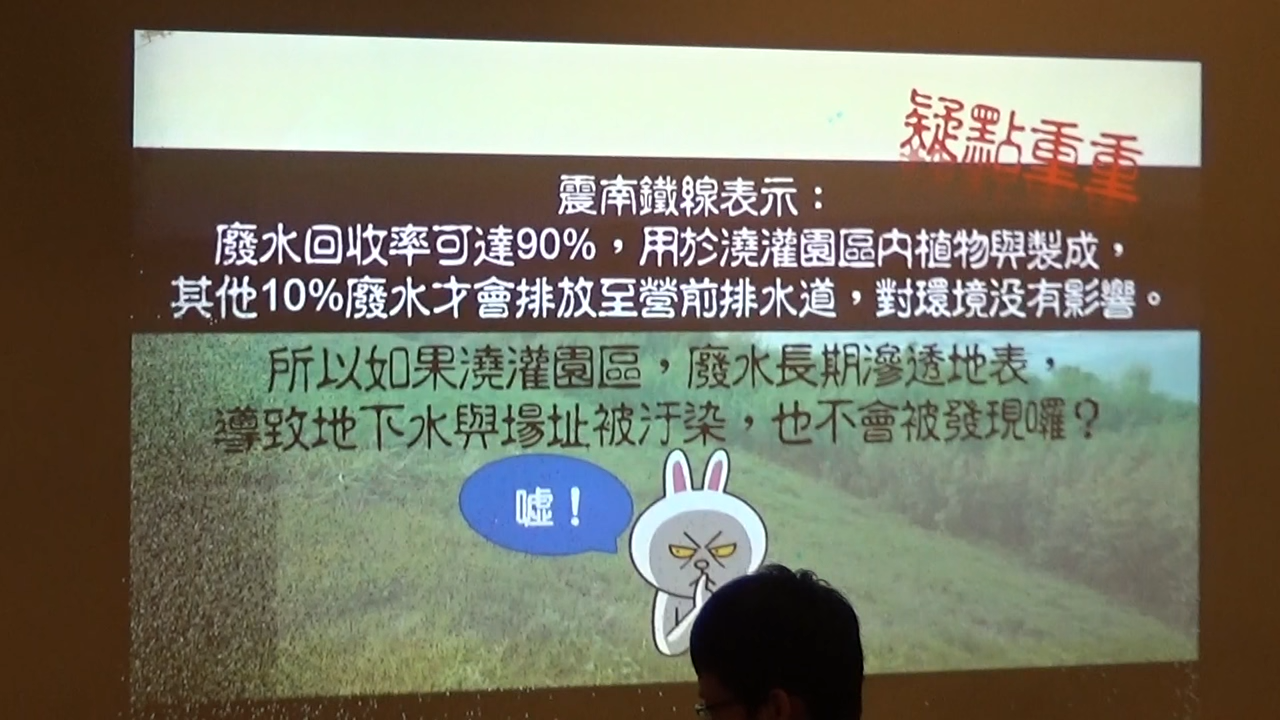 疑點重重
震南鐵線表示：
廢水回收率可達90%，用於澆灌園區內植物與製成，
其他10%廢水才會排放至營前排水道，對環境没有影響。
所以如果澆灌園區，廢水長期滲透地表，
導致地下水與場址被汙染，也不會被發現囉？
噓！